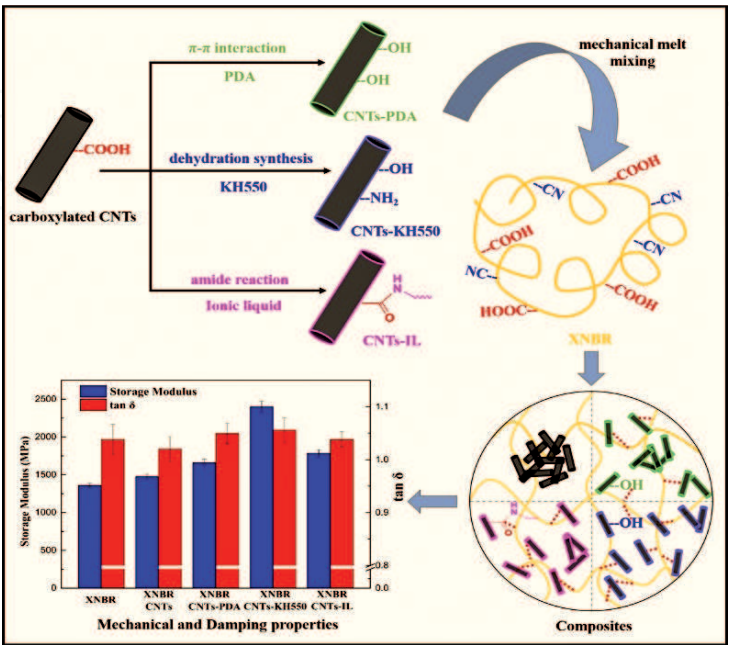 π-π interaction
PDA
--OH
--OH
CNTs-PDA
mechanical melt
mixing
--COOH
carboxylated CNTs
dehydration synthesis
KH550
--OH
--NH2
CNTs-KH550
amide reaction
Ionic liquid
H
N
O
CNTs-IL
--COOH
--CN
--CN
--COOH
--CN
NC--
--COOH
HOOC--
XNBR
Storage Modulus
tan δ
Storage Modulus (MPa)
2500
2000
1500
1000
500
0
1.1
1.0
0.9
0.8
0.0
tan δ
XNBR
XNBR
CNTs
XNBR
CNTs-PDA
XNBR
CNTs-KH550
XNBR
CNTs-IL
Mechanical and Damping properties
--OH
--OH
H
N
O
Composites